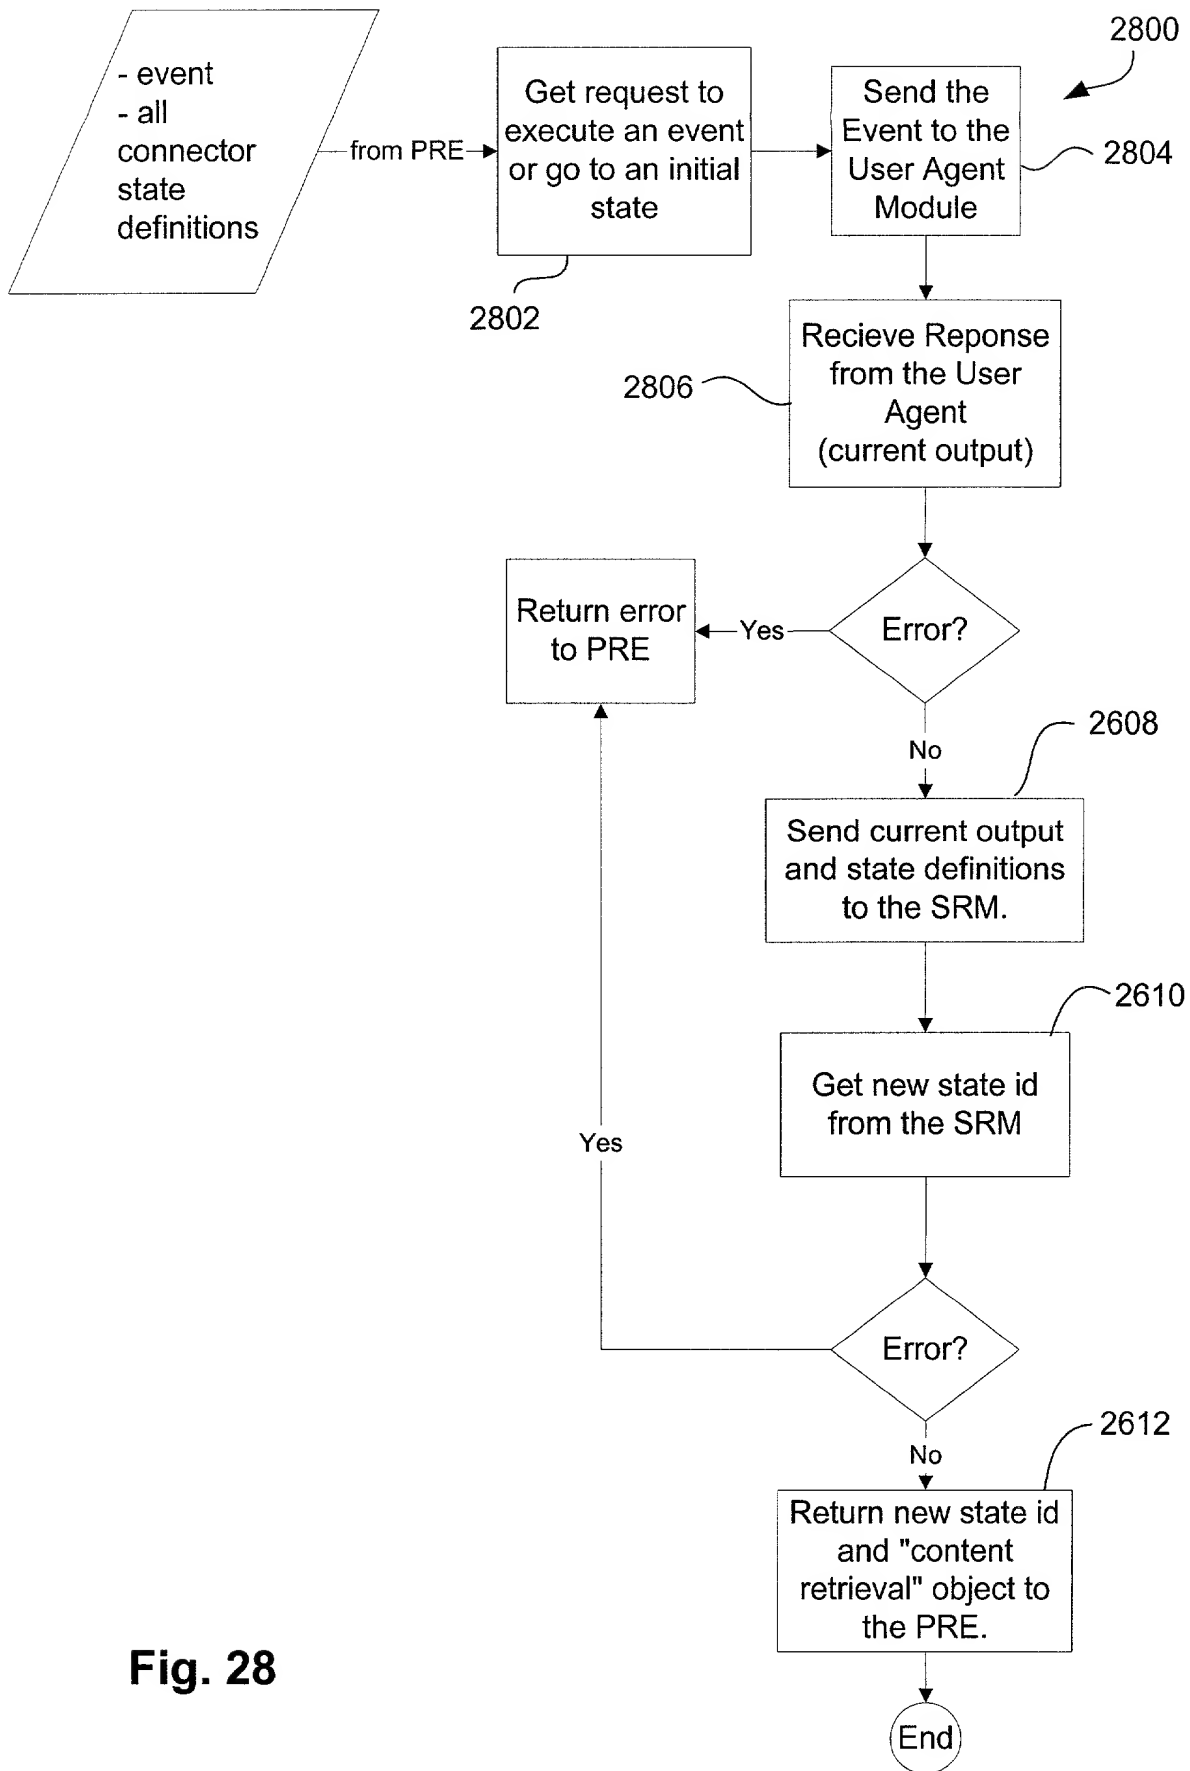 2800
- event
- all
connector
state
definitions
from PRE
Get request to
execute an event
or go to an initial
state
2802
Send the
Event to the
User Agent
Module
2804
Recieve Reponse
from the User
Agent
(current output)
2806
Error?
Yes
Return error
to PRE
No
2608
Send current output
and state definitions
to the SRM.
2610
Get new state id
from the SRM
Yes
Error?
No
2612
Return new state id
and "content
retrieval" object to
the PRE.
End
Fig. 28